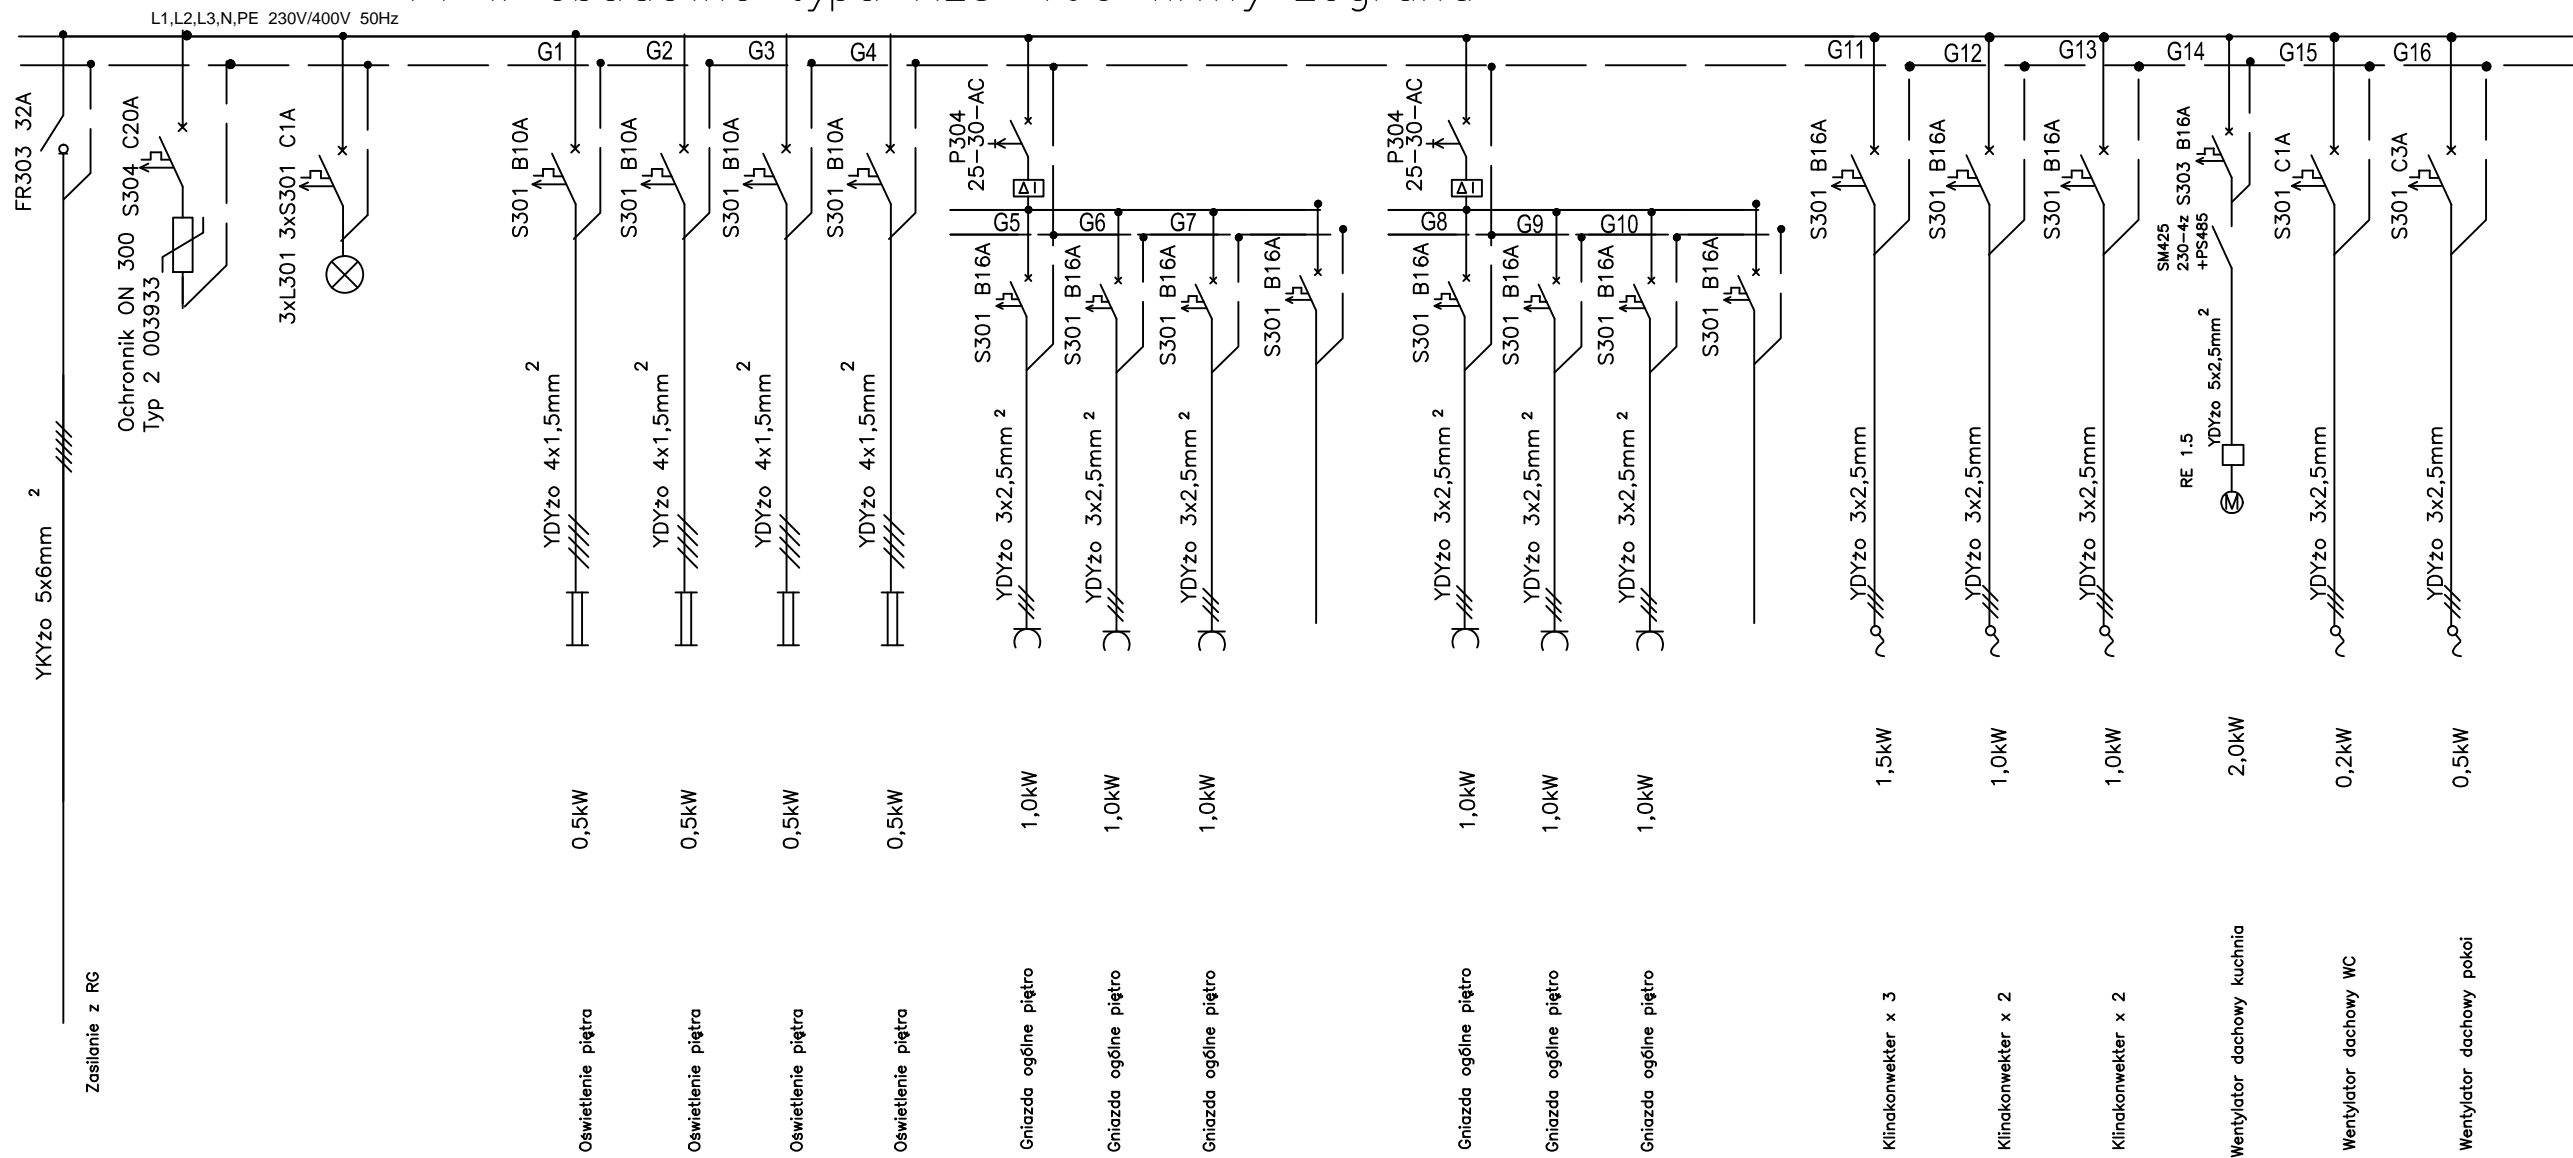 L1,L2,L3,N,PE 230V/400V 50Hz
FR303 32A
YKYżo 5x6mm 2
Zasilanie z RG
Ochronnik ON 300 S304 C20A
Typ 2 003933
3xL301 3xS301 C1A
G1
S301 B10A
YDYżo 4x1,5mm 2
0,5kW
Oświetlenie piętra
G2
S301 B10A
YDYżo 4x1,5mm 2
0,5kW
Oświetlenie piętra
G3
S301 B10A
YDYżo 4x1,5mm 2
0,5kW
Oświetlenie piętra
G4
S301 B10A
YDYżo 4x1,5mm 2
0,5kW
Oświetlenie piętra
P304
25-30-AC
ΔI
G5
S301 B16A
YDYżo 3x2,5mm 2
1,0kW
Gniazda ogólne piętro
G6
S301 B16A
YDYżo 3x2,5mm 2
1,0kW
Gniazda ogólne piętro
G7
S301 B16A
YDYżo 3x2,5mm 2
1,0kW
Gniazda ogólne piętro
S301 B16A
P304
25-30-AC
ΔI
G8
S301 B16A
YDYżo 3x2,5mm 2
1,0kW
Gniazda ogólne piętro
G9
S301 B16A
YDYżo 3x2,5mm 2
1,0kW
Gniazda ogólne piętro
G10
S301 B16A
YDYżo 3x2,5mm 2
1,0kW
Gniazda ogólne piętro
S301 B16A
G11
S301 B16A
YDYżo 3x2,5mm
1,5kW
Klinakonwekter x 3
G12
S301 B16A
YDYżo 3x2,5mm
1,0kW
Klinakonwekter x 2
G13
S301 B16A
YDYżo 3x2,5mm
1,0kW
Klinakonwekter x 2
G14
S303 B16A
SM425
230-4z
+PS485
YDYżo 5x2,5mm 2
RE 1.5
M
2,0kW
Wentylator dachowy kuchnia
G15
S301 C1A
YDYżo 3x2,5mm
0,2kW
Wentylator dachowy WC
G16
S301 C3A
YDYżo 3x2,5mm
0,5kW
Wentylator dachowy pokoi